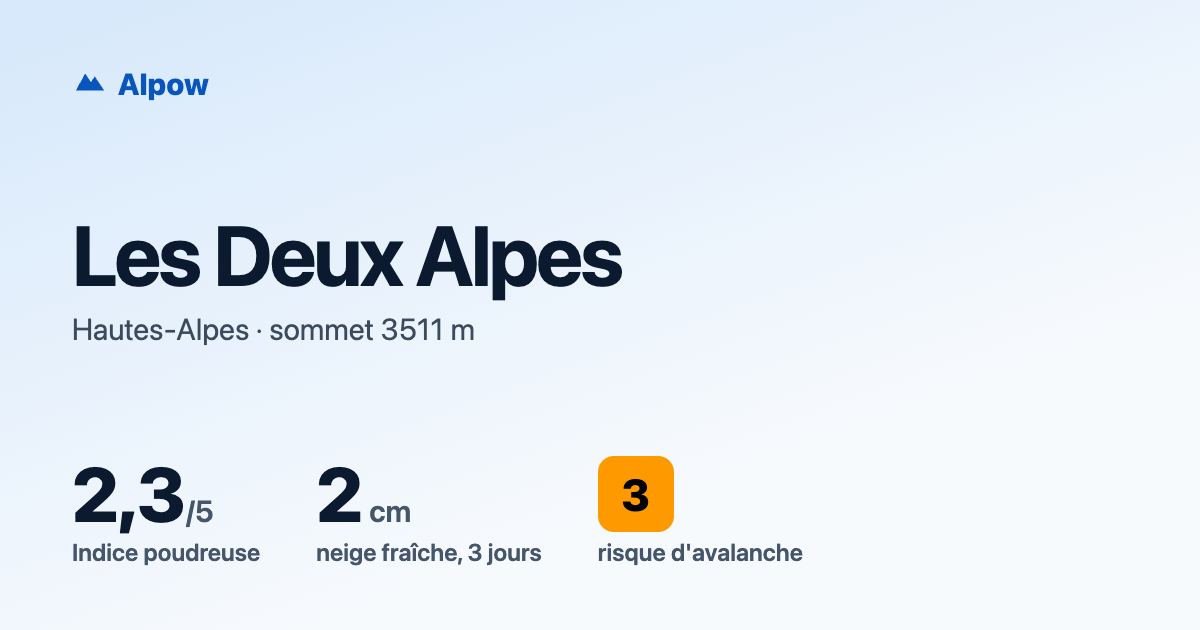 Alpow
Les Deux Alpes
Hautes-Alpes · sommet 3511 m
2,3/5
2 cm
3
Indice poudreuse
neige fraîche, 3 jours
risque d'avalanche